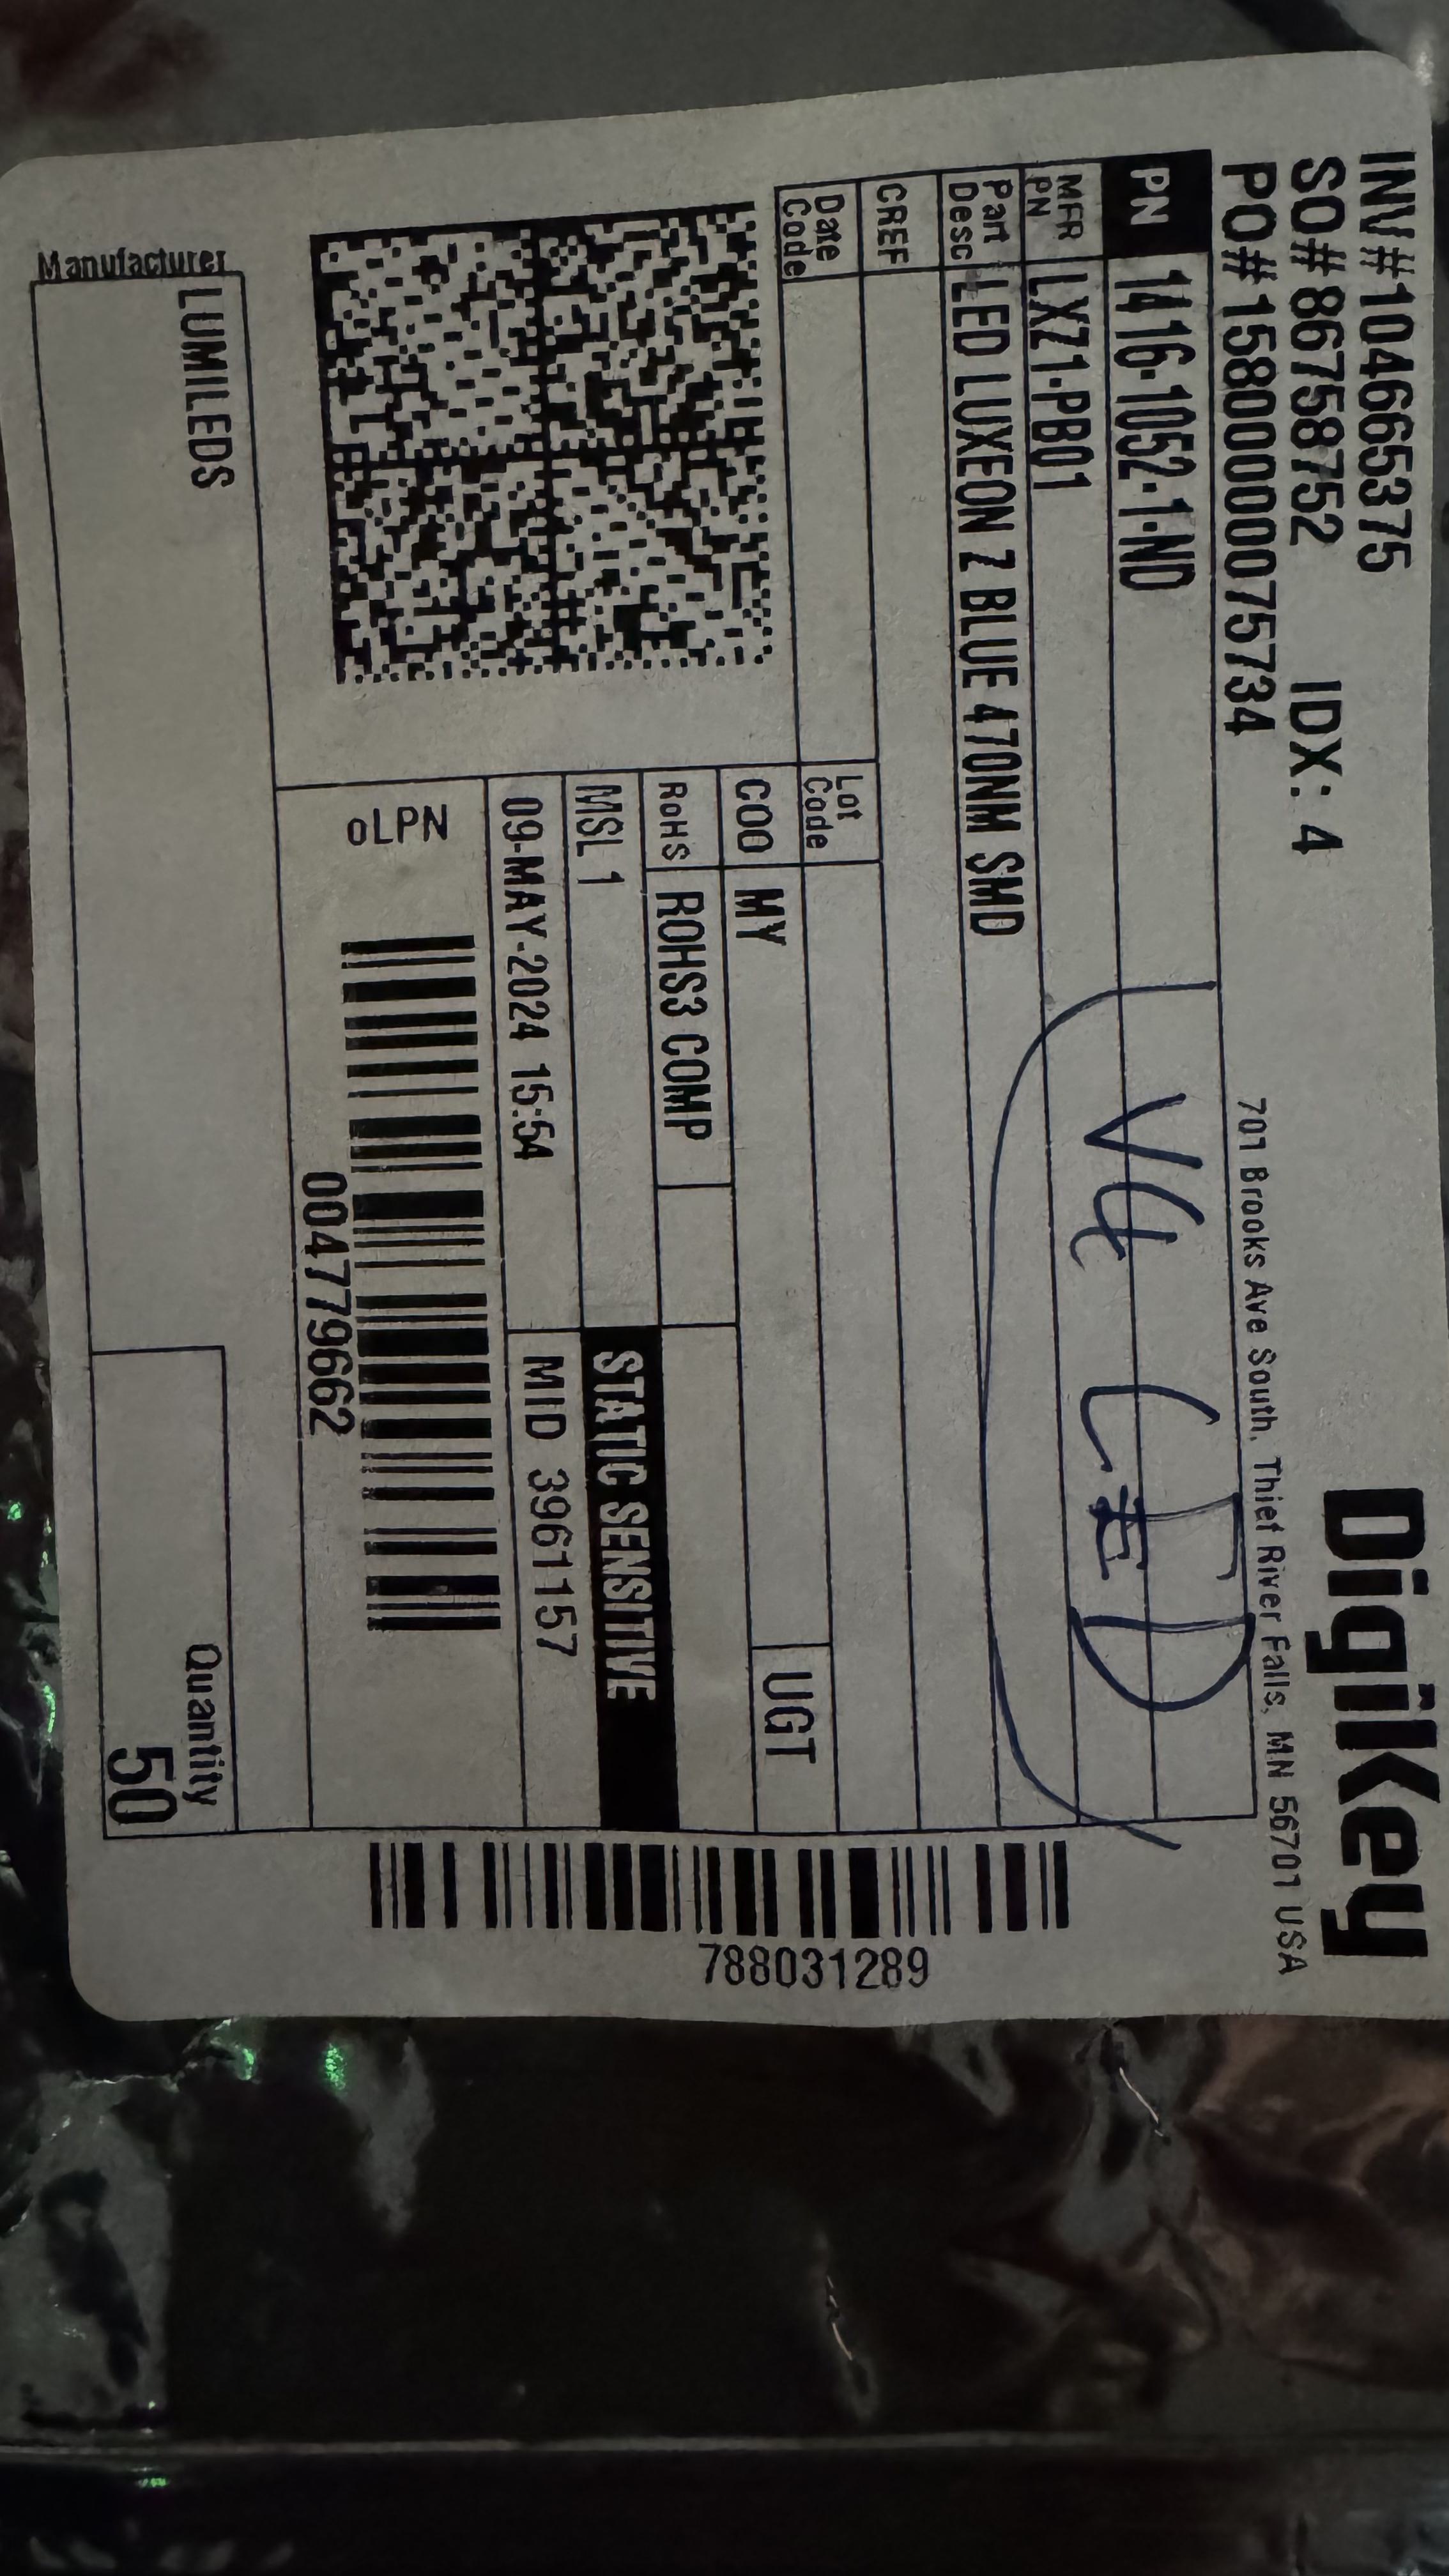 INV#104665375
SO# 86758752 IDX: 4
PO# 1580000075734
DigiKey
701 Brooks Ave South, Thief River Falls, MN 56701 USA
PN 1416-1052-1-ND
MFR PN LXZ1-PB01
V4 LED
Part Desc LED LUXEON Z BLUE 470NM SMD
CREF
Date Code
Lot Code
COO MY UGT
RoHS ROHS3 COMP
MSL 1 STATIC SENSITIVE
09-MAY-2024 15:54 MID 3961157
oLPN
004779662
788031289
Manufacturer
LUMILEDS
Quantity
50